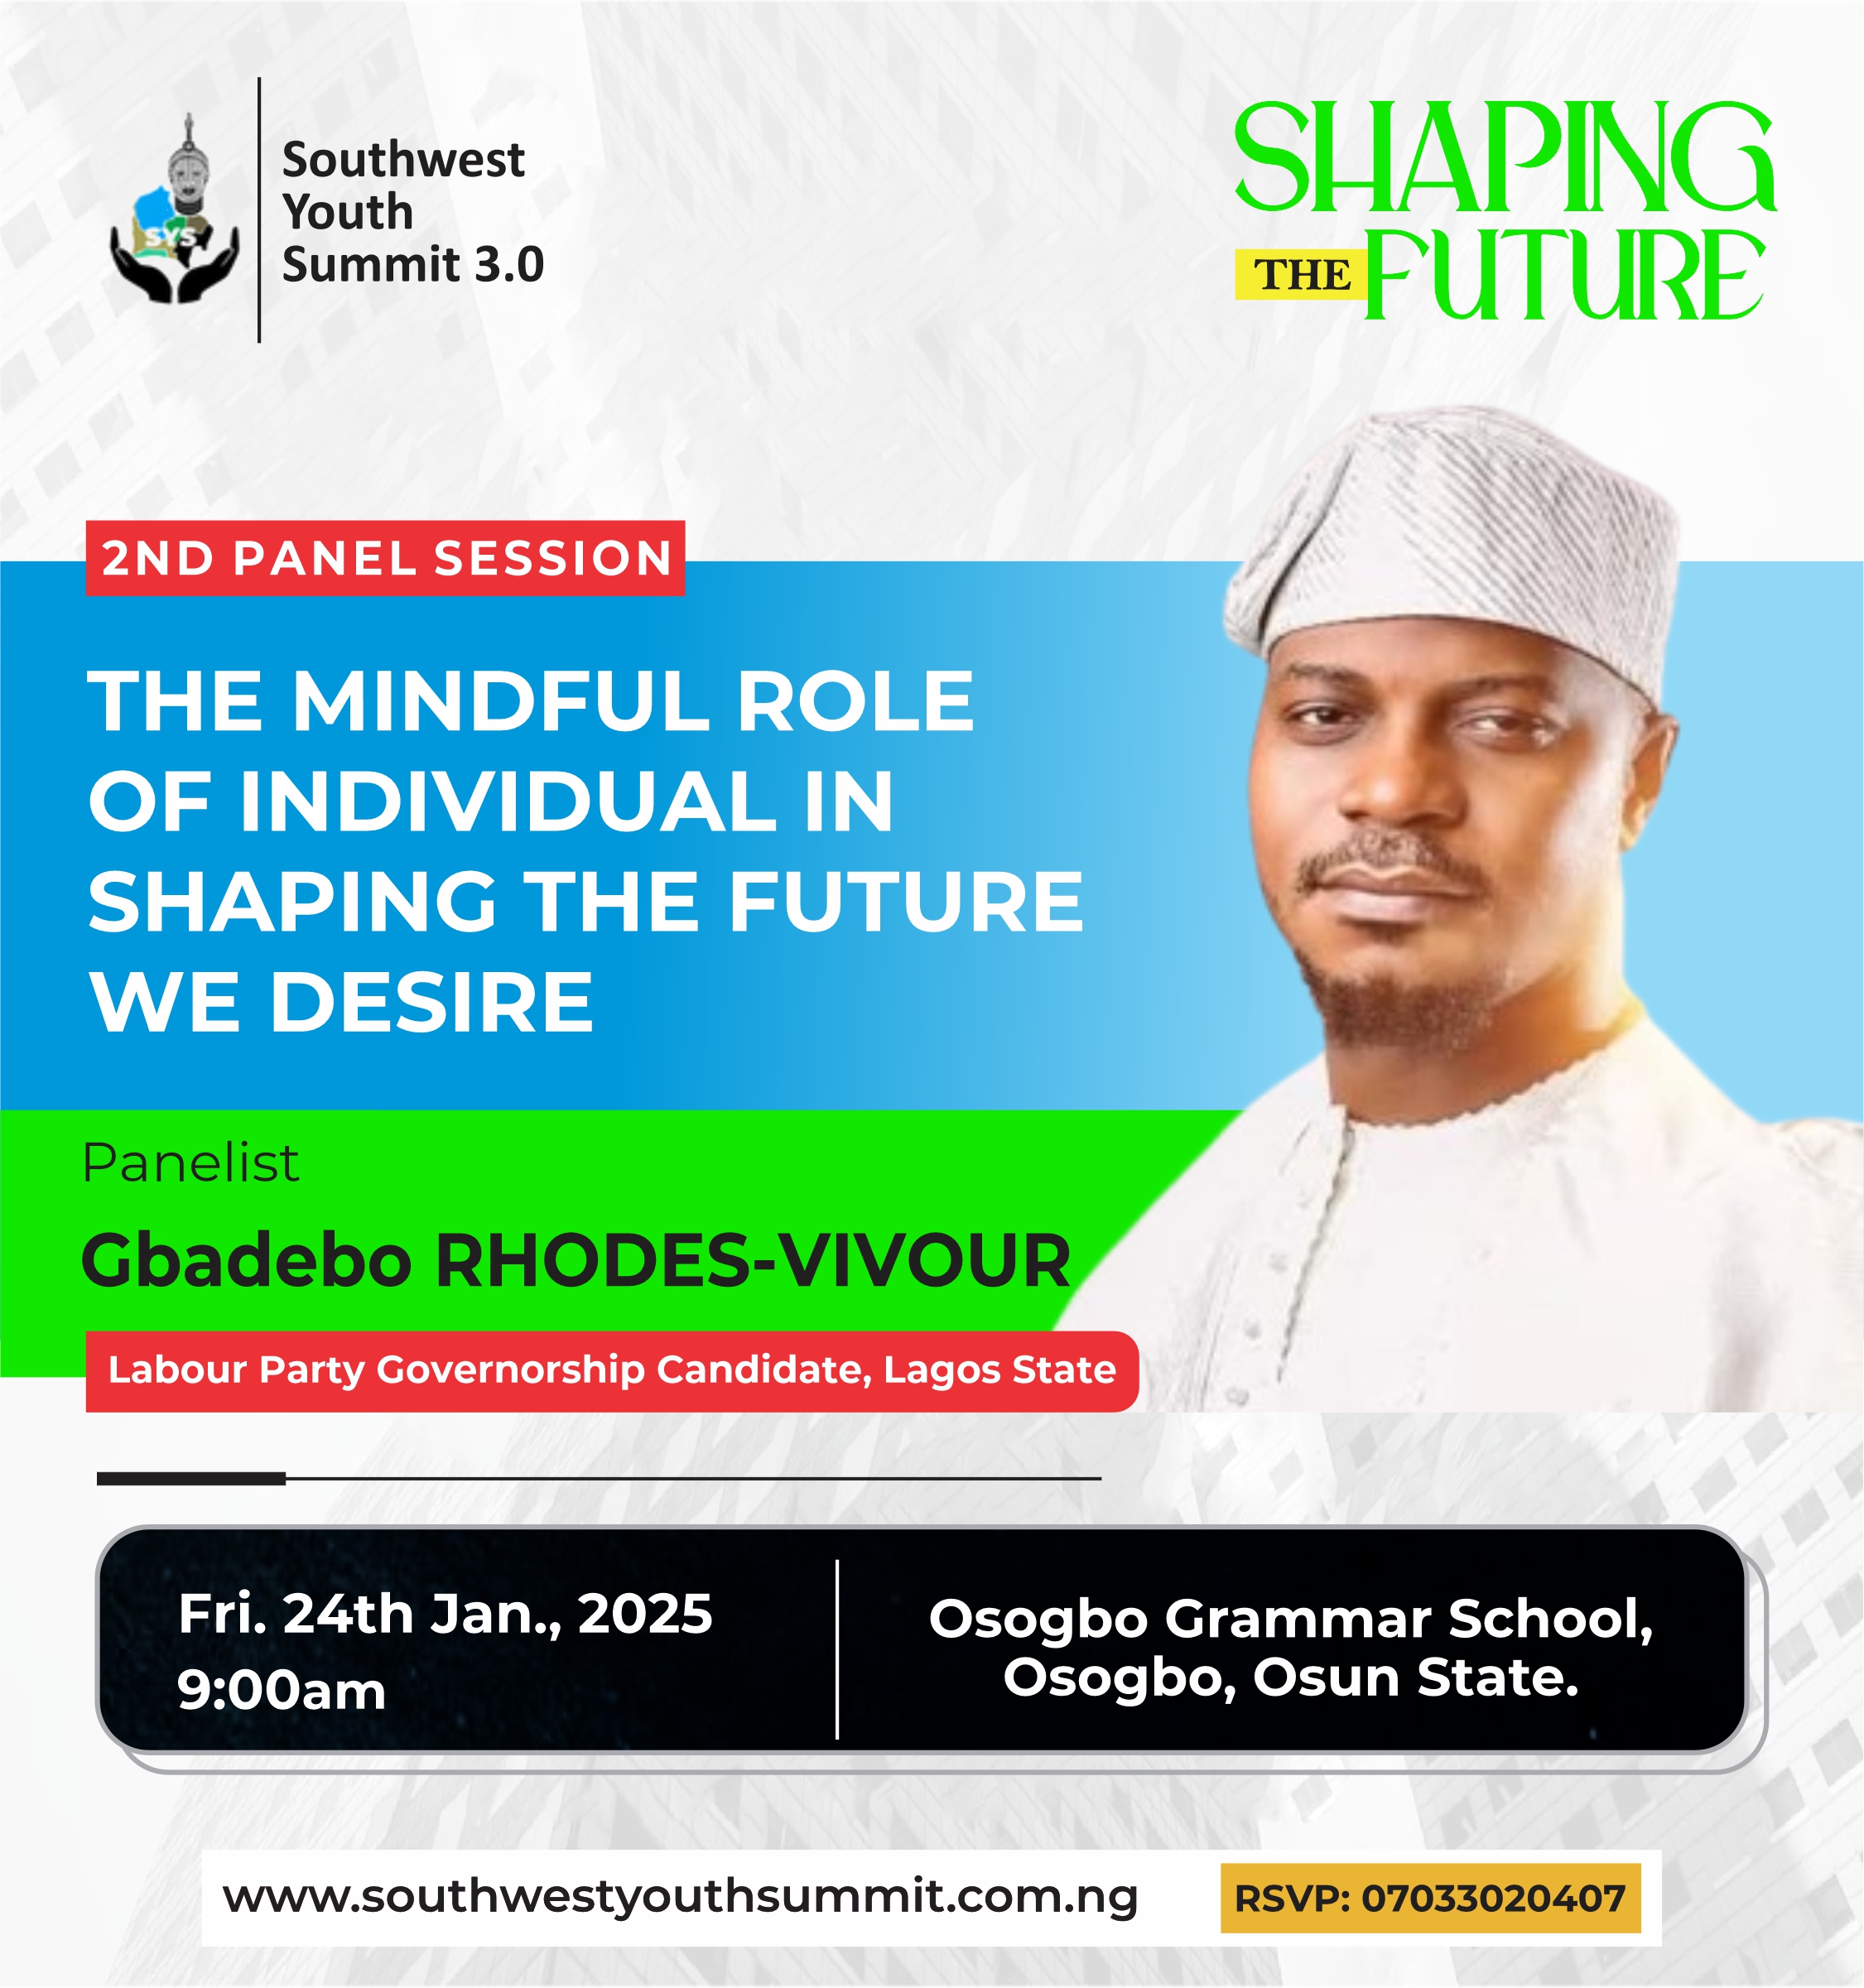 Southwest
Youth
Summit 3.0
SYS
SHAPING
THE FUTURE
2ND PANEL SESSION
THE MINDFUL ROLE
OF INDIVIDUAL IN
SHAPING THE FUTURE
WE DESIRE
Panelist
Gbadebo RHODES-VIVOUR
Labour Party Governorship Candidate, Lagos State
Fri. 24th Jan., 2025
9:00am
Osogbo Grammar School,
Osogbo, Osun State.
www.southwestyouthsummit.com.ng
RSVP: 07033020407